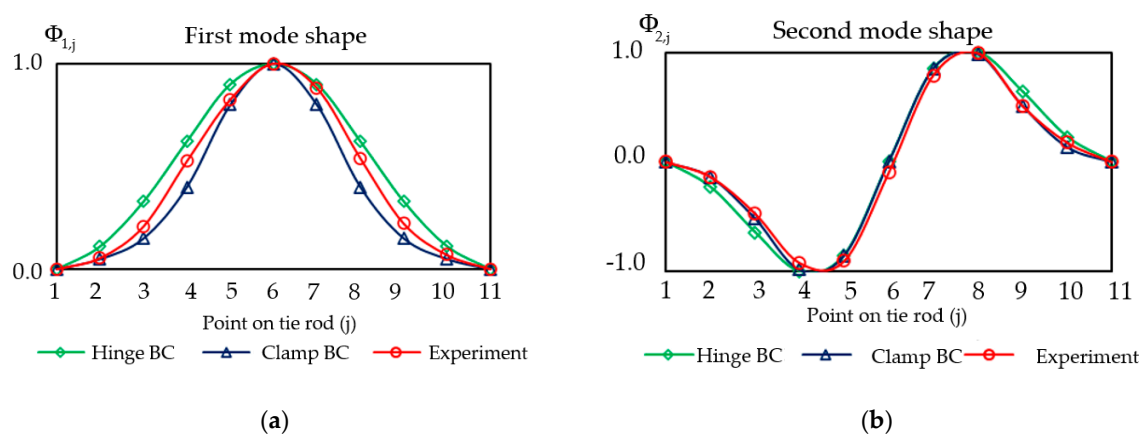 Φ1,j
First mode shape
1.0
0.0
1 2 3 4 5 6 7 8 9 10 11
Point on tie rod (j)
Hinge BC Clamp BC Experiment
(a)
Φ2,j
Second mode shape
1.0
0.0
-1.0
1 2 3 4 5 6 7 8 9 10 11
Point on tie rod (j)
Hinge BC Clamp BC Experiment
(b)